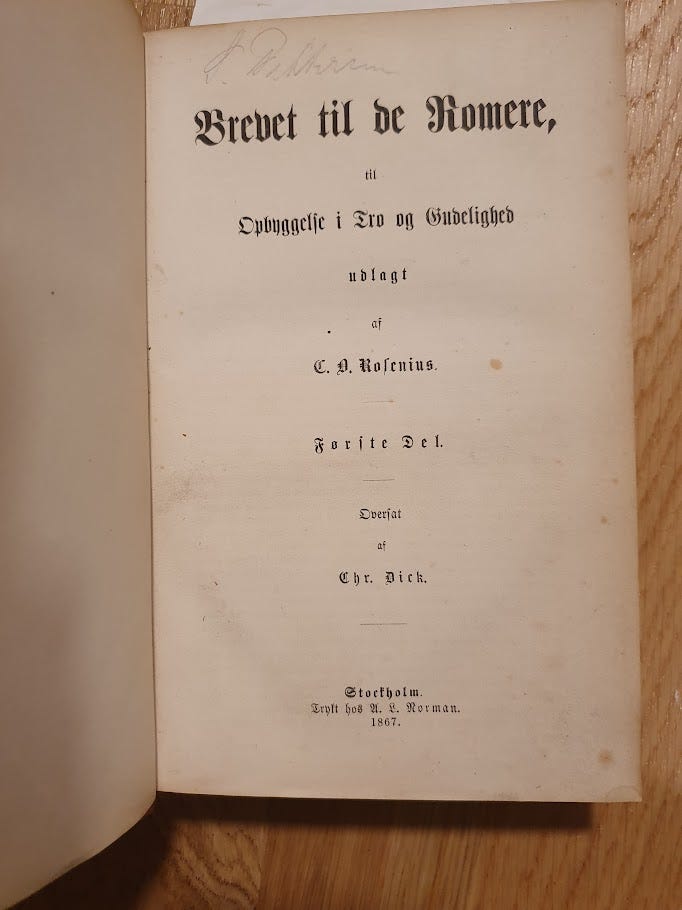 Brevet til de Romere,
til
Opbyggelse i Tro og Gudelighed
udlagt
af
C. O. Rosenius.
Første Del.
Oversat
af
Chr. Dick.
Stockholm.
Trykt hos A. L. Norman.
1867.